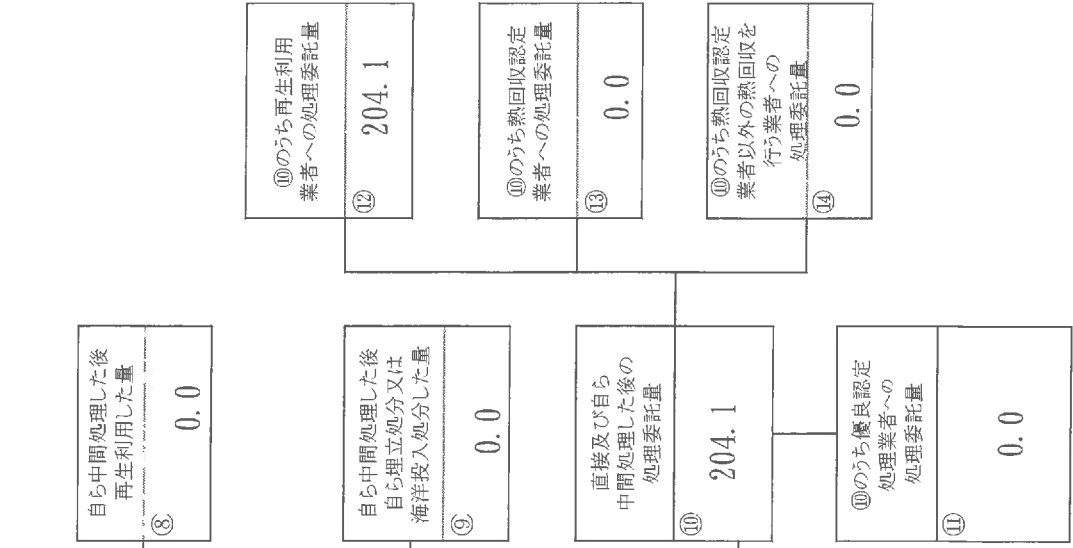 自ら中間処理した後
再生利用した量
⑧
0.0
自ら中間処理した後
自ら埋立処分又は
海洋投入処分した量
⑨
0.0
直接及び自ら
中間処理した後の
処理委託量
⑩
204.1
⑩のうち優良認定
処理業者への
処理委託量
⑪
0.0
⑩のうち再生利用
業者への処理委託量
⑫
204.1
⑩のうち熱回収認定
業者への処理委託量
⑬
0.0
⑩のうち熱回収認定
業者以外の熱回収を
行う業者への
処理委託量
⑭
0.0